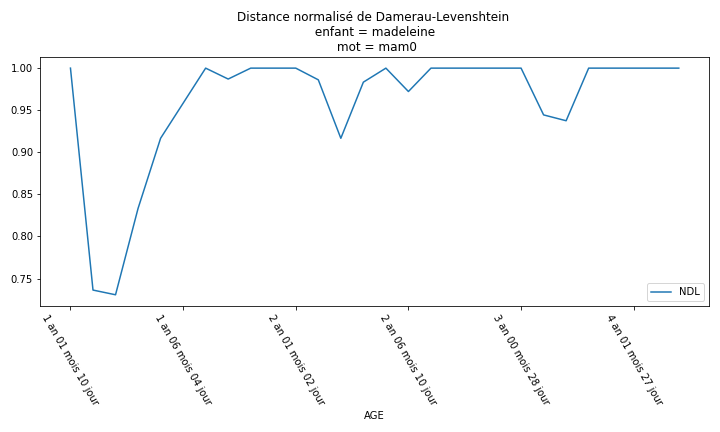 Distance normalisé de Damerau-Levenshtein
enfant = madeleine
mot = mam0
1.00
0.95
0.90
0.85
0.80
0.75
NDL
1 an 01 mois 10 jour
1 an 06 mois 04 jour
2 an 01 mois 02 jour
2 an 06 mois 10 jour
3 an 00 mois 28 jour
4 an 01 mois 27 jour
AGE